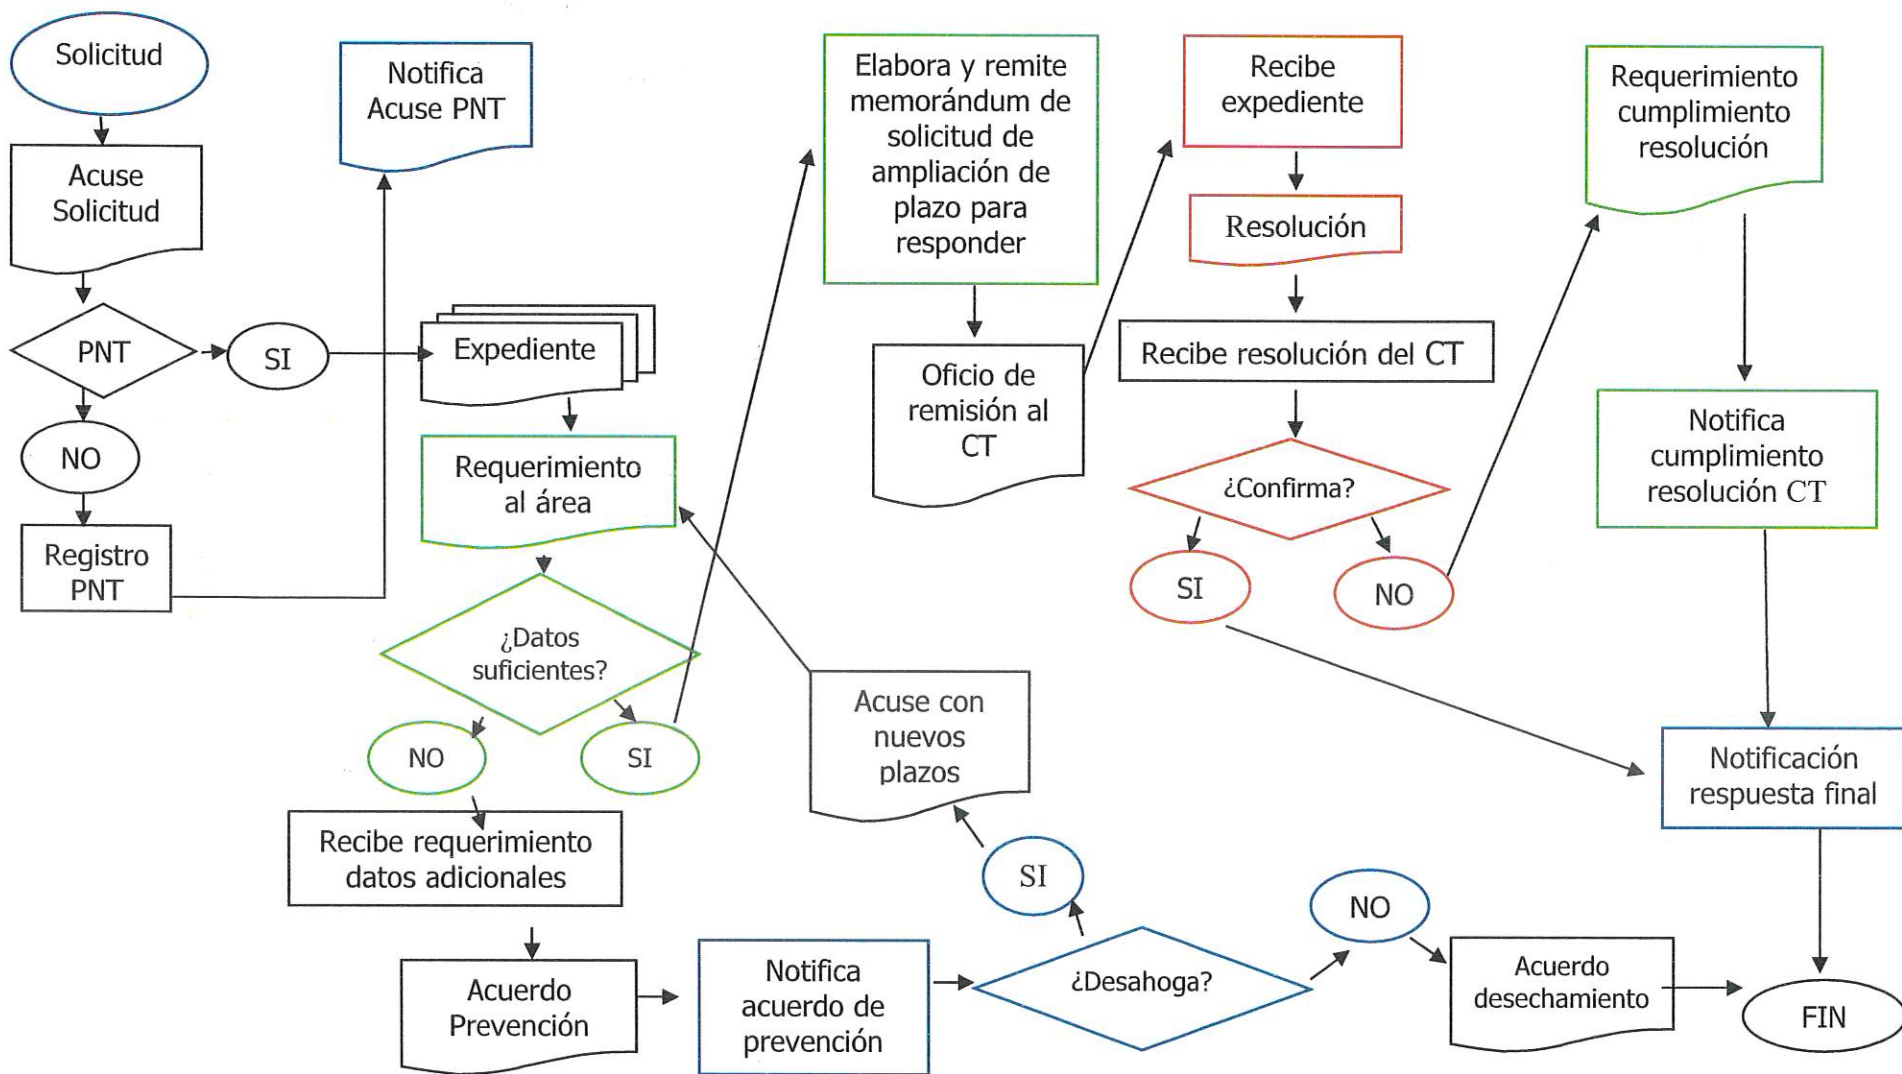 Solicitud
Acuse
Solicitud
PNT
SI
NO
Registro
PNT
Notifica
Acuse PNT
Expediente
Requerimiento
al área
¿Datos
suficientes?
NO
SI
Recibe requerimiento
datos adicionales
Acuerdo
Prevención
Notifica
acuerdo de
prevención
¿Desahoga?
SI
Acuse con
nuevos
plazos
NO
Acuerdo
desechamiento
FIN
Elabora y remite
memorándum de
solicitud de
ampliación de
plazo para
responder
Oficio de
remisión al
CT
Recibe
expediente
Resolución
Recibe resolución del CT
¿Confirma?
SI
NO
Requerimiento
cumplimiento
resolución
Notifica
cumplimiento
resolución CT
Notificación
respuesta final